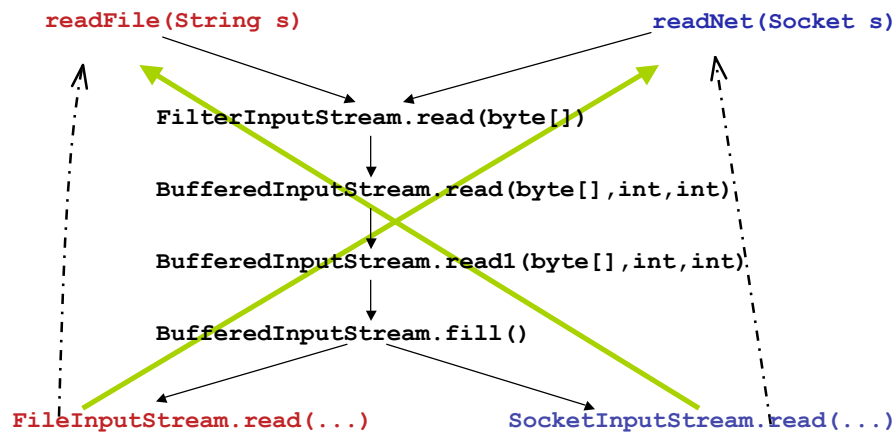 readFile(String s)
readNet(Socket s)
FilterInputStream.read(byte[])
BufferedInputStream.read(byte[],int,int)
BufferedInputStream.read1(byte[],int,int)
BufferedInputStream.fill()
FileInputStream.read(...)
SocketInputStream.read(...)